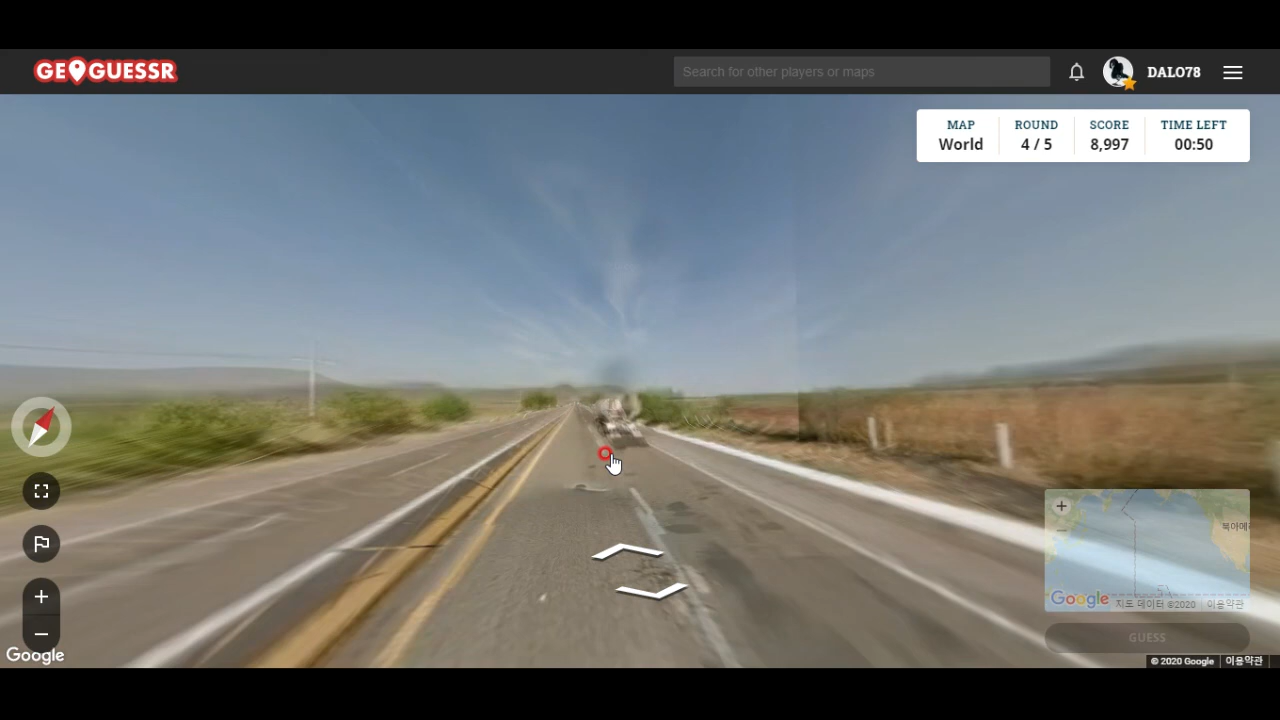 GEOGUESSR
Search for other players or maps
DALO78
MAP
World
ROUND
4 / 5
SCORE
8,997
TIME LEFT
00:50
Google
지도 데이터 ©2020
이용약관
GUESS
Google
© 2020 Google
이용약관